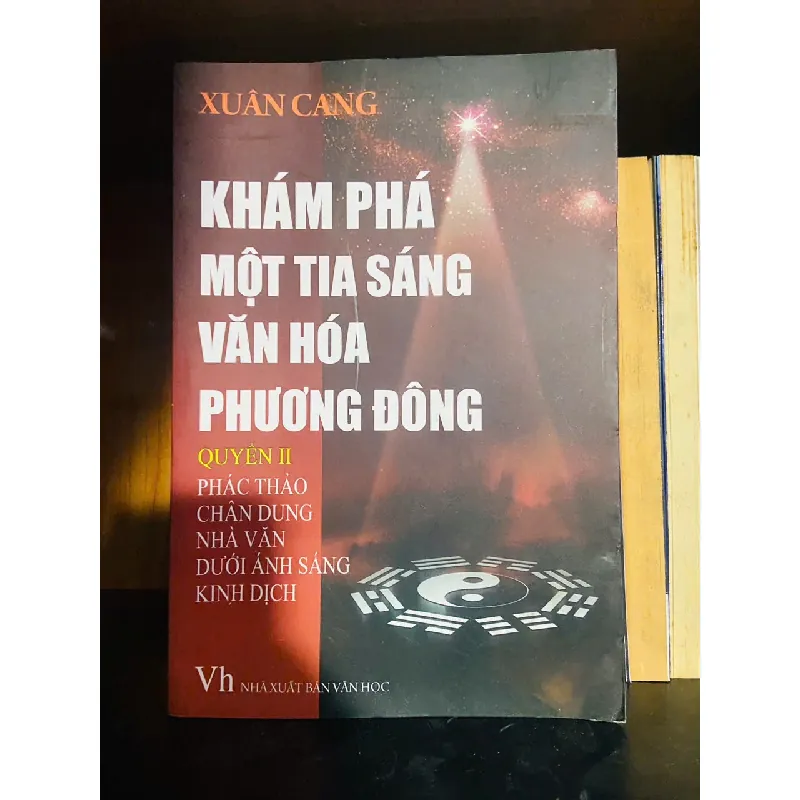 XUÂN CANG
KHÁM PHÁ
MỘT TIA SÁNG
VĂN HÓA
PHƯƠNG ĐÔNG
QUYỂN II
PHÁC THẢO
CHÂN DUNG
NHÀ VĂN
DƯỚI ÁNH SÁNG
KINH DỊCH
Vh NHÀ XUẤT BẢN VĂN HỌC